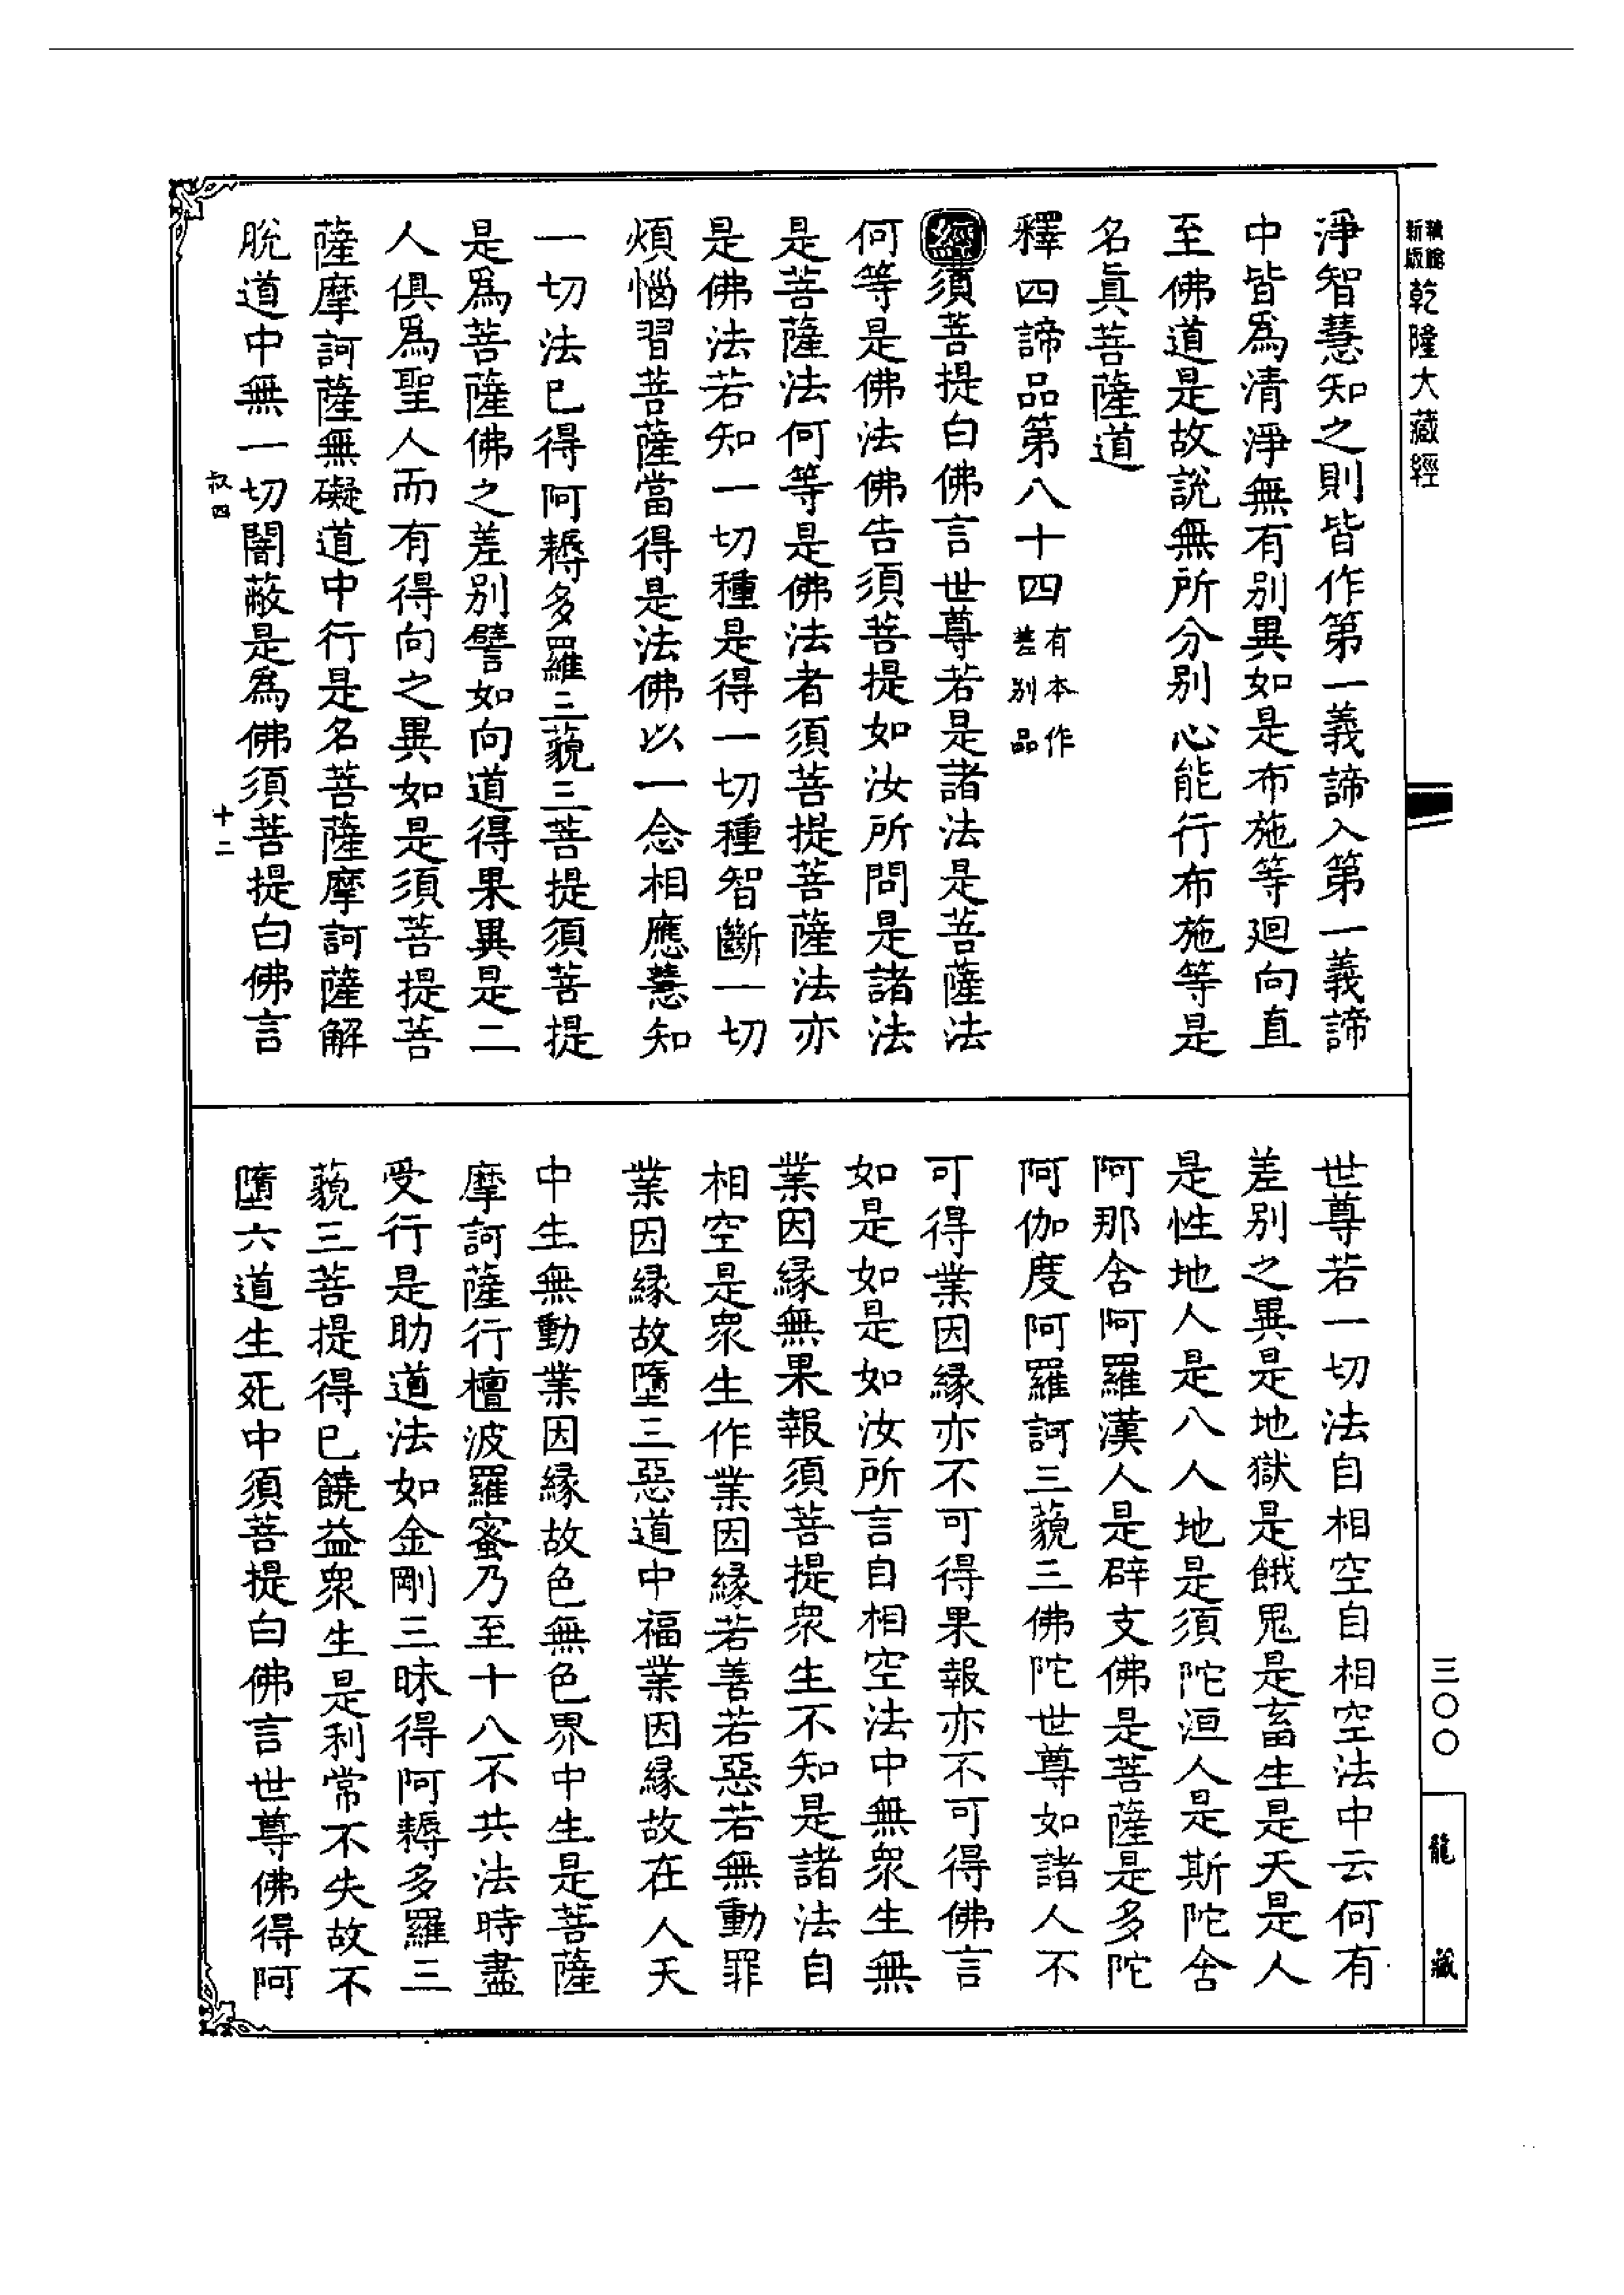 新版
輯縮
乾隆大藏經
淨智慧知之則皆作第一義諦入第一義諦
中皆爲清淨無有别異如是布施等迴向直
至佛道是故說無所分别心能行布施等是
名眞菩薩道
釋四諦品第八十四有本作差别品
經須菩提白佛言世尊若是諸法是菩薩法
何等是佛法佛告須菩提如汝所問是諸法
是菩薩法何等是佛法者須菩提菩薩法亦
是佛法若知一切種是得一切種智斷一切
煩惱習菩薩當得是法佛以一念相應慧知
一切法已得阿耨多羅三藐三菩提須菩提
是爲菩薩佛之差别譬如向道得果異是二
人俱爲聖人而有得向之異如是須菩提菩
薩摩訶薩無礙道中行是名菩薩摩訶薩解
脫道中無一切闇蔽是爲佛須菩提白佛言
叔四
十二
世尊若一切法自相空自相空法中云何有
差别之異是地獄是餓鬼是畜生是天是人
是性地人是八人地是須陀洹人是斯陀含
阿那含阿羅漢人是辟支佛是菩薩是多陀
阿伽度阿羅訶三藐三佛陀世尊如諸人不
可得業因緣亦不可得果報亦不可得佛言
如是如是如汝所言自相空法中無衆生無
業因緣無果報須菩提衆生不知是諸法自
相空是衆生作業因緣若善若惡若無動罪
業因緣故墮三惡道中福業因緣故在人天
中生無動業因緣故色無色界中生是菩薩
摩訶薩行檀波羅蜜乃至十八不共法時盡
受行是助道法如金剛三昧得阿耨多羅三
藐三菩提得已饒益衆生是利常不失故不
墮六道生死中須菩提白佛言世尊佛得阿
三〇〇
龍藏